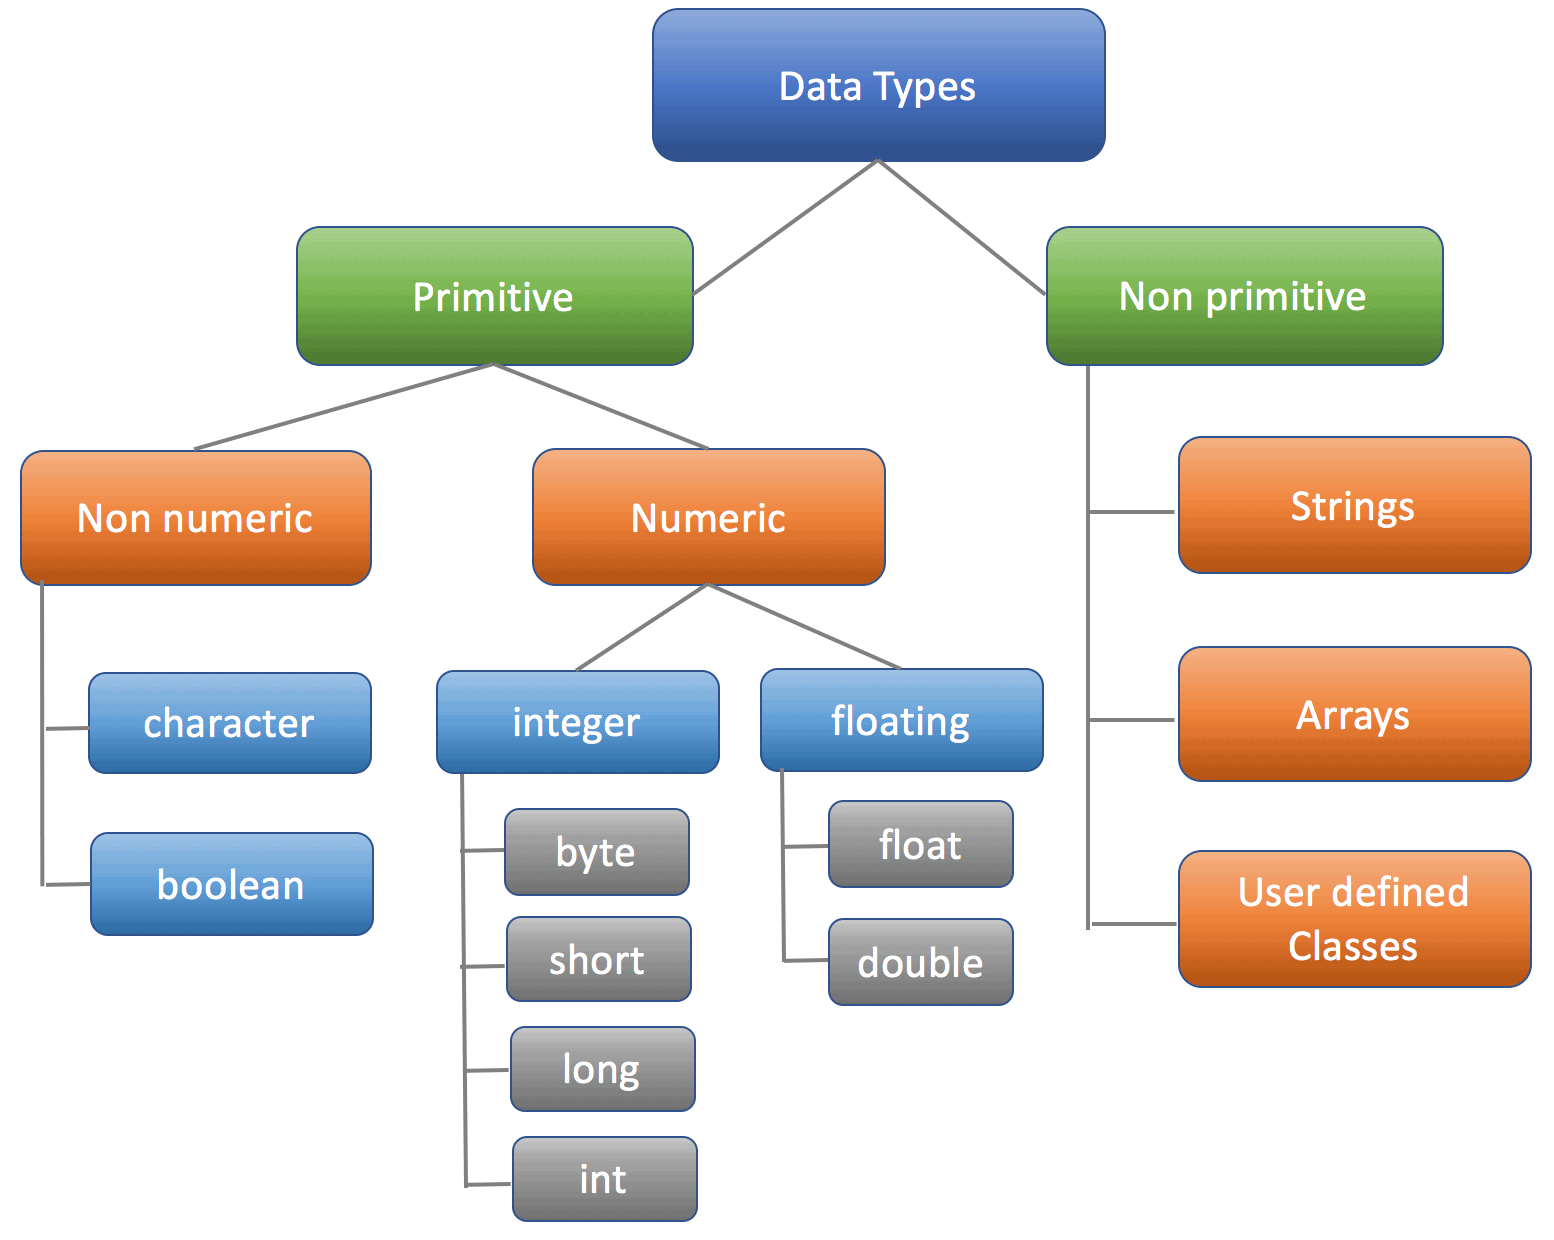 Data Types
Primitive
Non primitive
Non numeric
Numeric
Strings
character
integer
floating
Arrays
boolean
byte
float
User defined
Classes
short
double
long
int